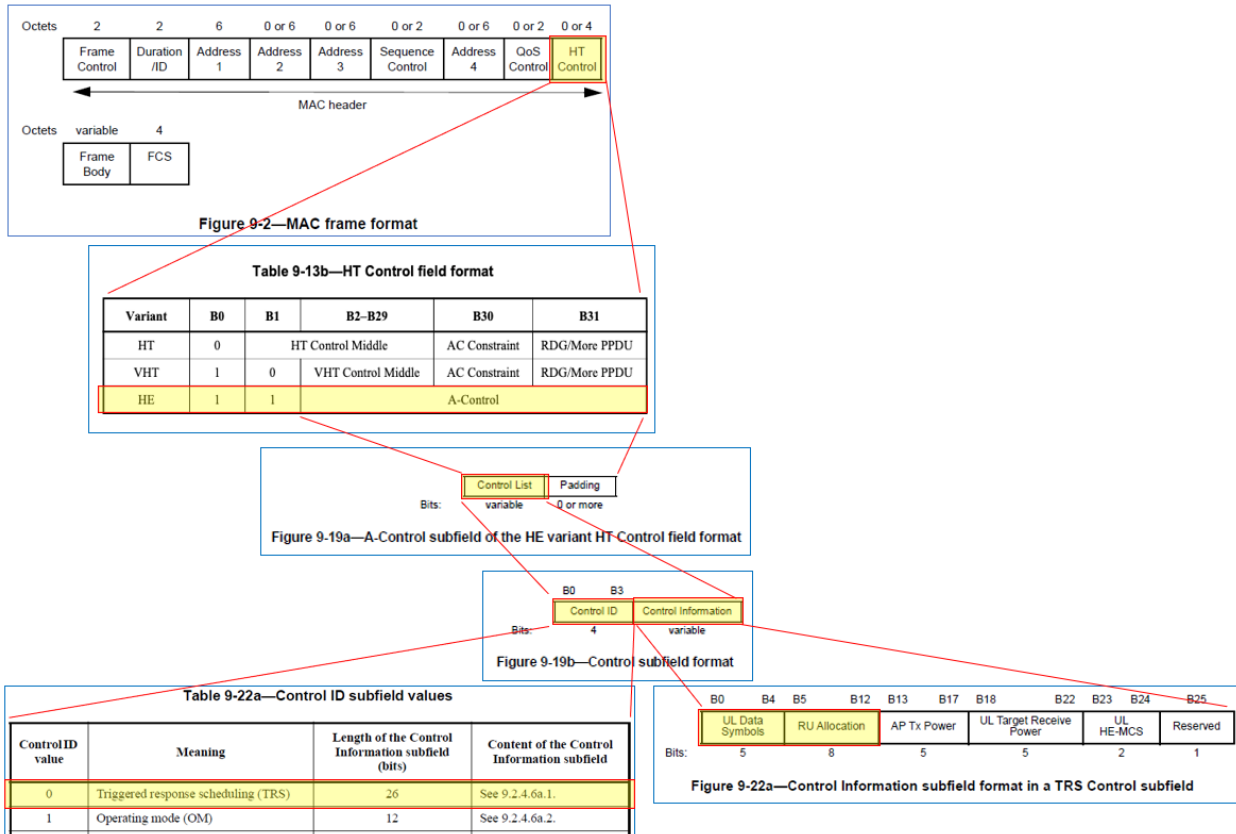 Octets 2 2 6 0 or 6 0 or 6 0 or 2 0 or 6 0 or 2 0 or 4
Frame Control Duration /ID Address 1 Address 2 Address 3 Sequence Control Address 4 QoS Control HT Control
MAC header
Octets variable 4
Frame Body FCS
Figure 9-2—MAC frame format
Table 9-13b—HT Control field format
Variant B0 B1 B2–B29 B30 B31
HT 0 HT Control Middle AC Constraint RDG/More PPDU
VHT 1 0 VHT Control Middle AC Constraint RDG/More PPDU
HE 1 1 A-Control
Control List Padding
Bits: variable 0 or more
Figure 9-19a—A-Control subfield of the HE variant HT Control field format
B0 B3
Control ID Control Information
Bits: 4 variable
Figure 9-19b—Control subfield format
Table 9-22a—Control ID subfield values
Control ID value Meaning Length of the Control Information subfield (bits) Content of the Control Information subfield
0 Triggered response scheduling (TRS) 26 See 9.2.4.6a.1.
1 Operating mode (OM) 12 See 9.2.4.6a.2.
B0 B4 B5 B12 B13 B17 B18 B22 B23 B24 B25
UL Data Symbols RU Allocation AP Tx Power UL Target Receive Power UL HE-MCS Reserved
Bits: 5 8 5 5 2 1
Figure 9-22a—Control Information subfield format in a TRS Control subfield